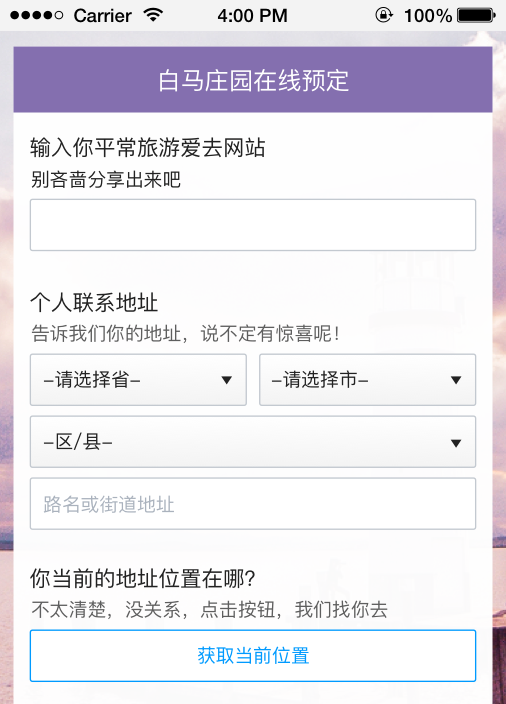 Carrier 4:00 PM 100%
白马庄园在线预定
输入你平常旅游爱去网站
别吝啬分享出来吧
个人联系地址
告诉我们你的地址，说不定有惊喜呢！
-请选择省- -请选择市-
-区/县-
路名或街道地址
你当前的地址位置在哪?
不太清楚，没关系，点击按钮，我们找你去
获取当前位置